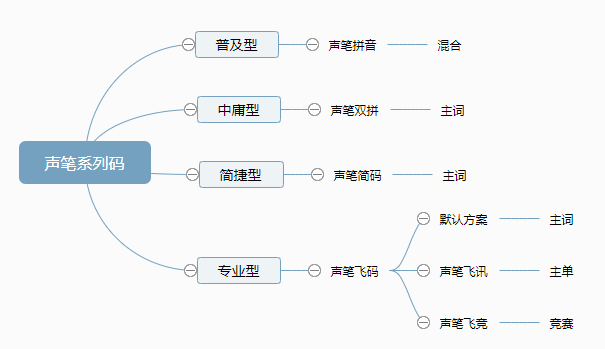 声笔系列码
普及型
声笔拼音
混合
中庸型
声笔双拼
主词
简捷型
声笔简码
主词
专业型
声笔飞码
默认方案
主词
声笔飞讯
主单
声笔飞竞
竞赛